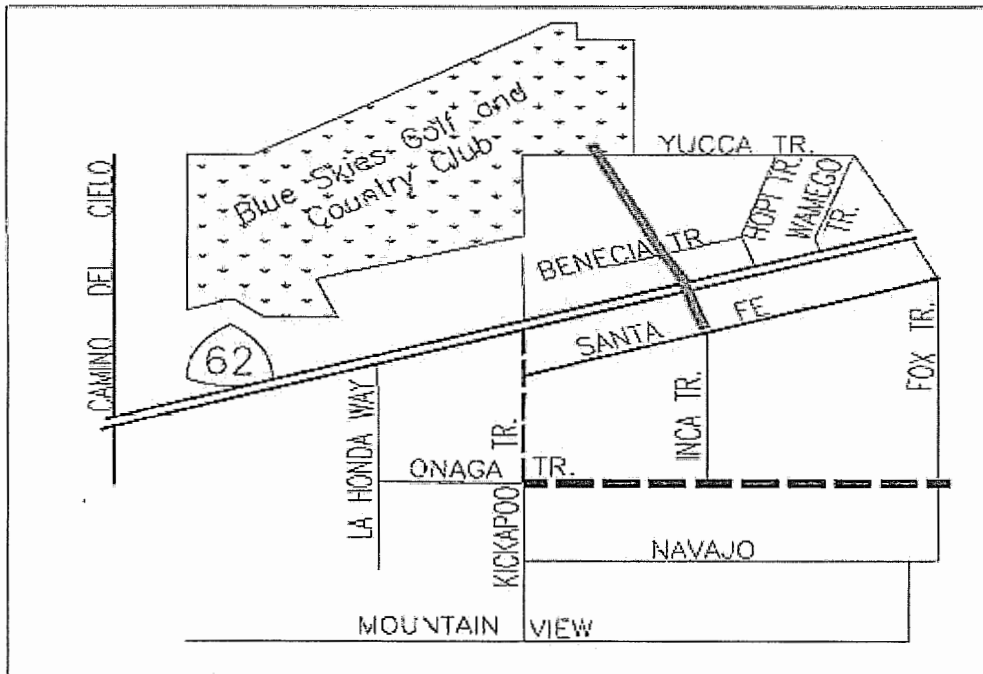 Blue Skies Golf and
Country Club
YUCCA TR.
HOPI TR.
WAMEGO
TR.
BENECIA TR
CAMINO DEL CIELO
62
SANTA FE
LA HONDA WAY
KICKAPOO TR.
INCA TR.
FOX TR.
ONAGA TR.
NAVAJO
MOUNTAIN VIEW